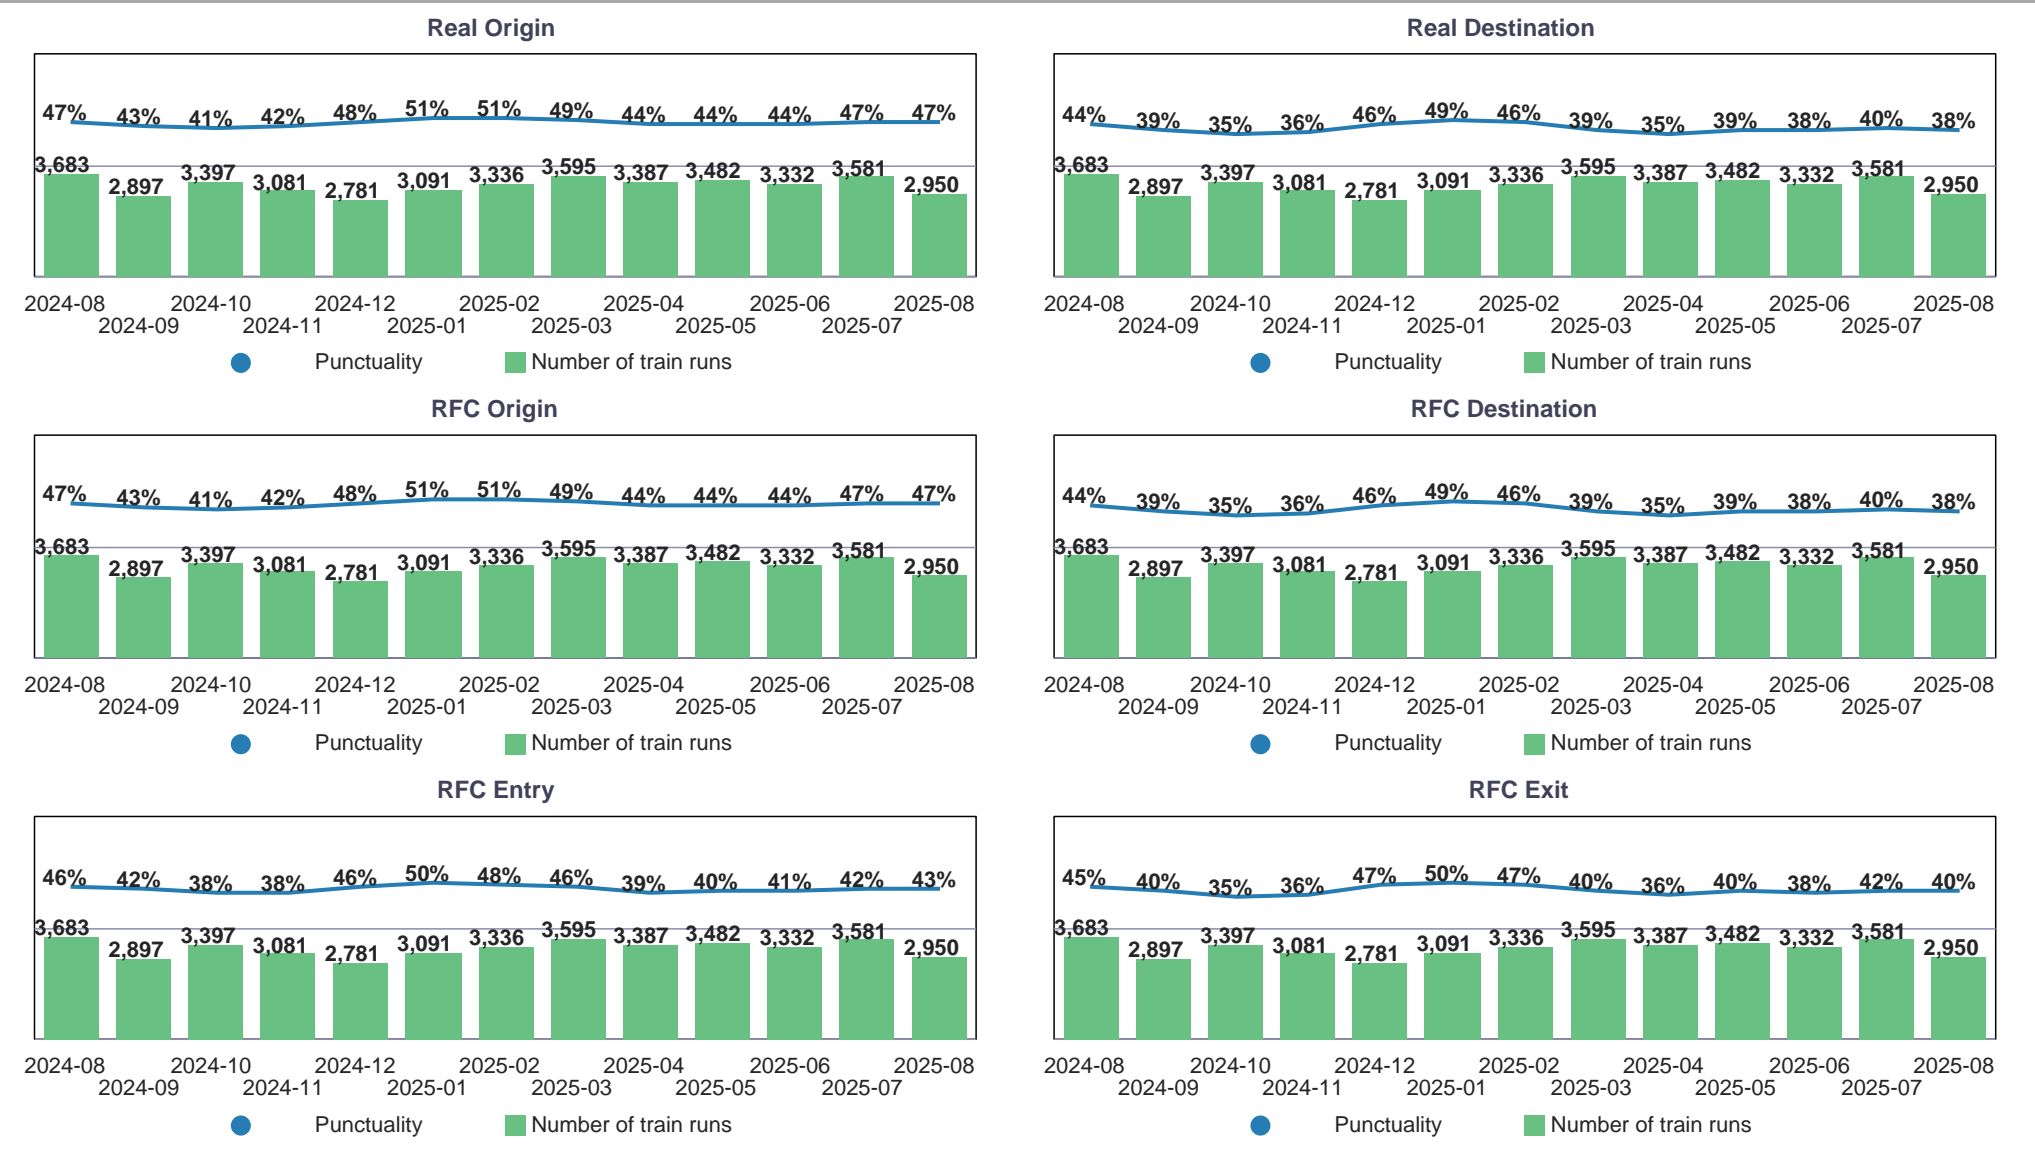 Real Origin
47% 43% 41% 42% 48% 51% 51% 49% 44% 44% 44% 47% 47%
3,683 2,897 3,397 3,081 2,781 3,091 3,336 3,595 3,387 3,482 3,332 3,581 2,950
2024-08 2024-10 2024-12 2025-02 2025-04 2025-06 2025-08
2024-09 2024-11 2025-01 2025-03 2025-05 2025-07
Punctuality Number of train runs
Real Destination
44% 39% 35% 36% 46% 49% 46% 39% 35% 39% 38% 40% 38%
3,683 2,897 3,397 3,081 2,781 3,091 3,336 3,595 3,387 3,482 3,332 3,581 2,950
2024-08 2024-10 2024-12 2025-02 2025-04 2025-06 2025-08
2024-09 2024-11 2025-01 2025-03 2025-05 2025-07
Punctuality Number of train runs
RFC Origin
47% 43% 41% 42% 48% 51% 51% 49% 44% 44% 44% 47% 47%
3,683 2,897 3,397 3,081 2,781 3,091 3,336 3,595 3,387 3,482 3,332 3,581 2,950
2024-08 2024-10 2024-12 2025-02 2025-04 2025-06 2025-08
2024-09 2024-11 2025-01 2025-03 2025-05 2025-07
Punctuality Number of train runs
RFC Destination
44% 39% 35% 36% 46% 49% 46% 39% 35% 39% 38% 40% 38%
3,683 2,897 3,397 3,081 2,781 3,091 3,336 3,595 3,387 3,482 3,332 3,581 2,950
2024-08 2024-10 2024-12 2025-02 2025-04 2025-06 2025-08
2024-09 2024-11 2025-01 2025-03 2025-05 2025-07
Punctuality Number of train runs
RFC Entry
46% 42% 38% 38% 46% 50% 48% 46% 39% 40% 41% 42% 43%
3,683 2,897 3,397 3,081 2,781 3,091 3,336 3,595 3,387 3,482 3,332 3,581 2,950
2024-08 2024-10 2024-12 2025-02 2025-04 2025-06 2025-08
2024-09 2024-11 2025-01 2025-03 2025-05 2025-07
Punctuality Number of train runs
RFC Exit
45% 40% 35% 36% 47% 50% 47% 40% 36% 40% 38% 42% 40%
3,683 2,897 3,397 3,081 2,781 3,091 3,336 3,595 3,387 3,482 3,332 3,581 2,950
2024-08 2024-10 2024-12 2025-02 2025-04 2025-06 2025-08
2024-09 2024-11 2025-01 2025-03 2025-05 2025-07
Punctuality Number of train runs